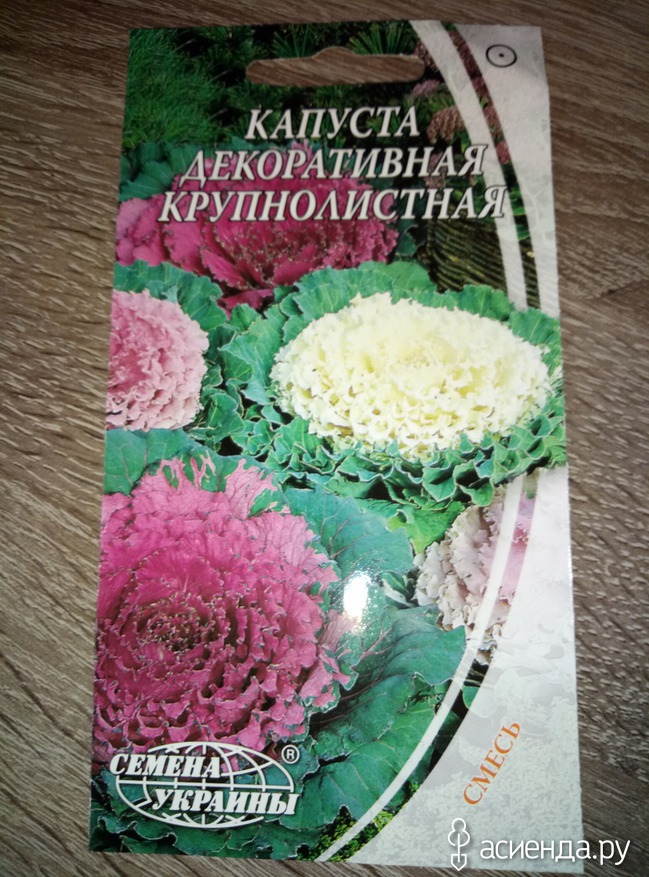 КАПУСТА
ДЕКОРАТИВНАЯ
КРУПНОЛИСТНАЯ
СЕМЕНА
УКРАИНЫ
®
СМЕСЬ
асиенда.ру